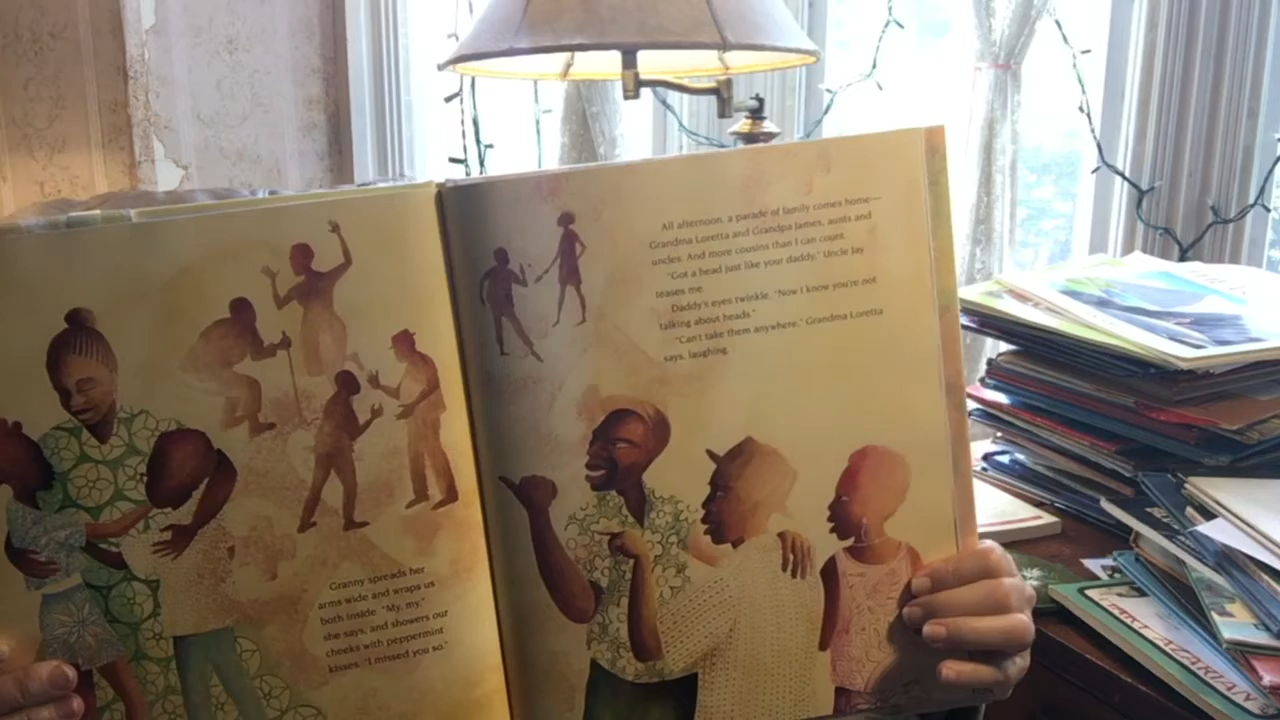 Granny spreads her
arms wide and wraps us
both inside. "My, my,"
she says, and showers our
cheeks with peppermint
kisses. "I missed you so."
All afternoon, a parade of family comes home—
Grandma Loretta and Grandpa James, aunts and
uncles. And more cousins than I can count.
"Got a head just like your daddy," Uncle Jay
teases me.
Daddy's eyes twinkle. "Now I know you're not
talking about heads."
"Can't take them anywhere," Grandma Loretta
says, laughing.
AZARIAN